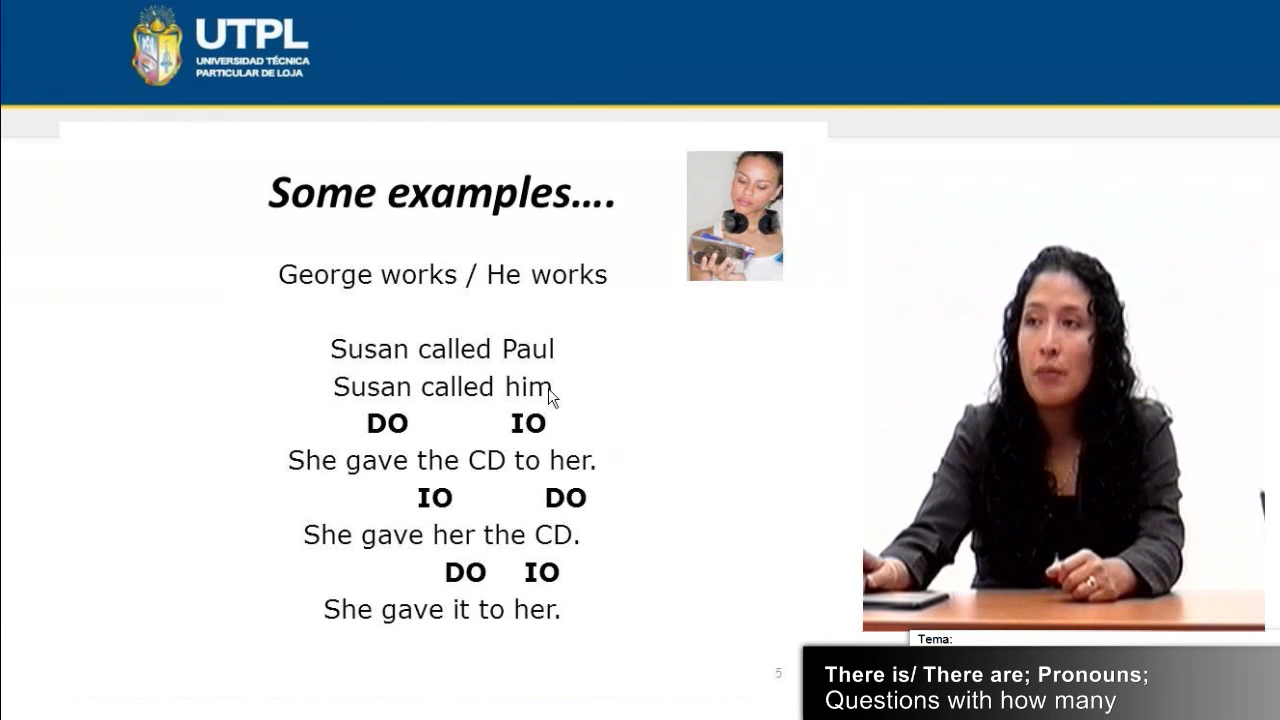 UTPL
UNIVERSIDAD TÉCNICA
PARTICULAR DE LOJA
Some examples....
George works / He works
Susan called Paul
Susan called him
DO IO
She gave the CD to her.
IO DO
She gave her the CD.
DO IO
She gave it to her.
5
Tema:
There is/ There are; Pronouns;
Questions with how many